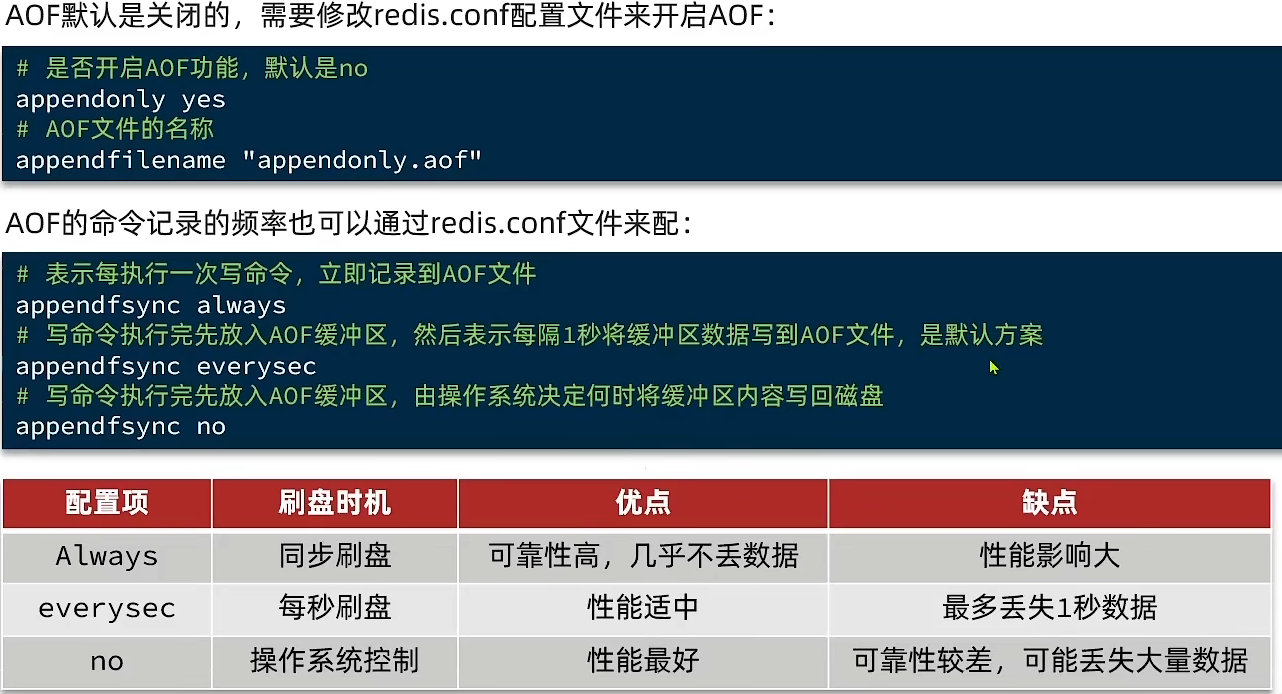 AOF默认是关闭的，需要修改redis.conf配置文件来开启AOF：
# 是否开启AOF功能，默认是no
appendonly yes
# AOF文件的名称
appendfilename "appendonly.aof"
AOF的命令记录的频率也可以通过redis.conf文件来配：
# 表示每执行一次写命令，立即记录到AOF文件
appendfsync always
# 写命令执行完先放入AOF缓冲区，然后表示每隔1秒将缓冲区数据写到AOF文件，是默认方案
appendfsync everysec
# 写命令执行完先放入AOF缓冲区，由操作系统决定何时将缓冲区内容写回磁盘
appendfsync no
配置项 刷盘时机 优点 缺点
Always 同步刷盘 可靠性高，几乎不丢数据 性能影响大
everysec 每秒刷盘 性能适中 最多丢失1秒数据
no 操作系统控制 性能最好 可靠性较差，可能丢失大量数据